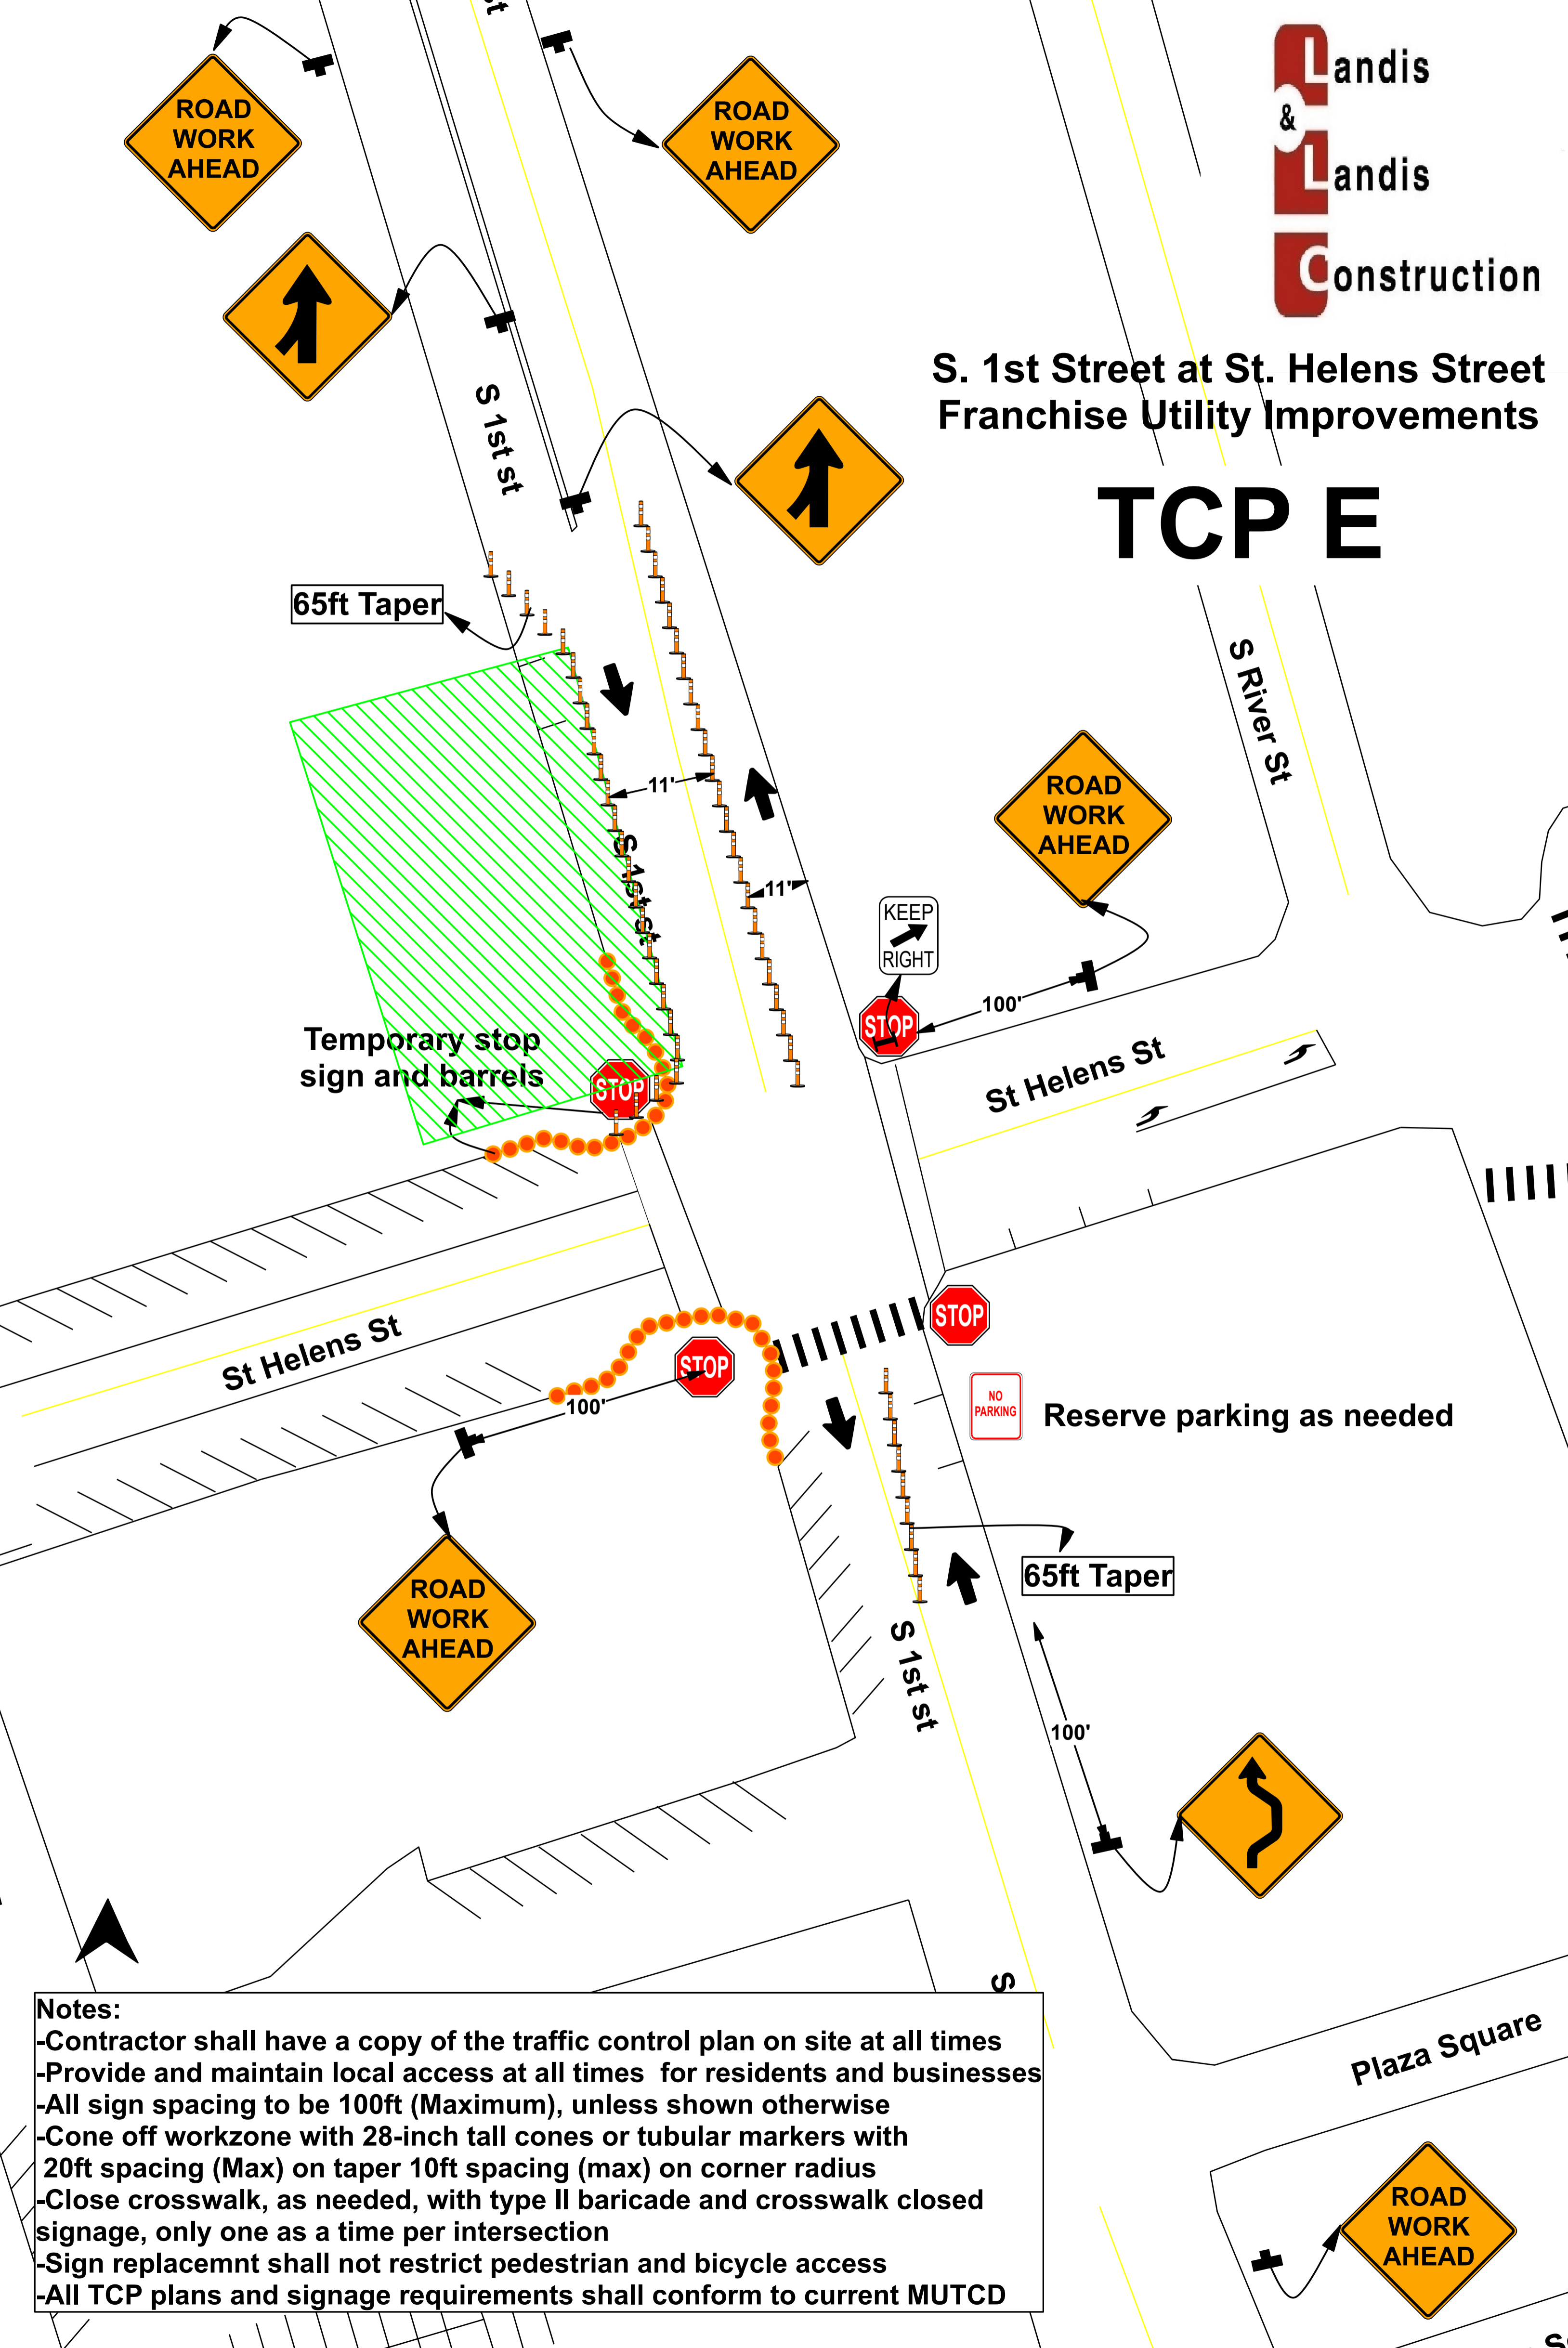 ROAD
WORK
AHEAD
ROAD
WORK
AHEAD
Landis
&
Landis
Construction
S. 1st Street at St. Helens Street
Franchise Utility Improvements
TCP E
S 1st st
65ft Taper
S River St
ROAD
WORK
AHEAD
11'
11'
S 1st st
KEEP
RIGHT
STOP
100'
Temporary stop
sign and barrels
STOP
St Helens St
St Helens St
STOP
STOP
100'
NO
PARKING
Reserve parking as needed
ROAD
WORK
AHEAD
65ft Taper
S 1st st
100'
S
Plaza Square
Notes:
-Contractor shall have a copy of the traffic control plan on site at all times
-Provide and maintain local access at all times  for residents and businesses
-All sign spacing to be 100ft (Maximum), unless shown otherwise
-Cone off workzone with 28-inch tall cones or tubular markers with
20ft spacing (Max) on taper 10ft spacing (max) on corner radius
-Close crosswalk, as needed, with type II baricade and crosswalk closed
signage, only one as a time per intersection
-Sign replacemnt shall not restrict pedestrian and bicycle access
-All TCP plans and signage requirements shall conform to current MUTCD
ROAD
WORK
AHEAD